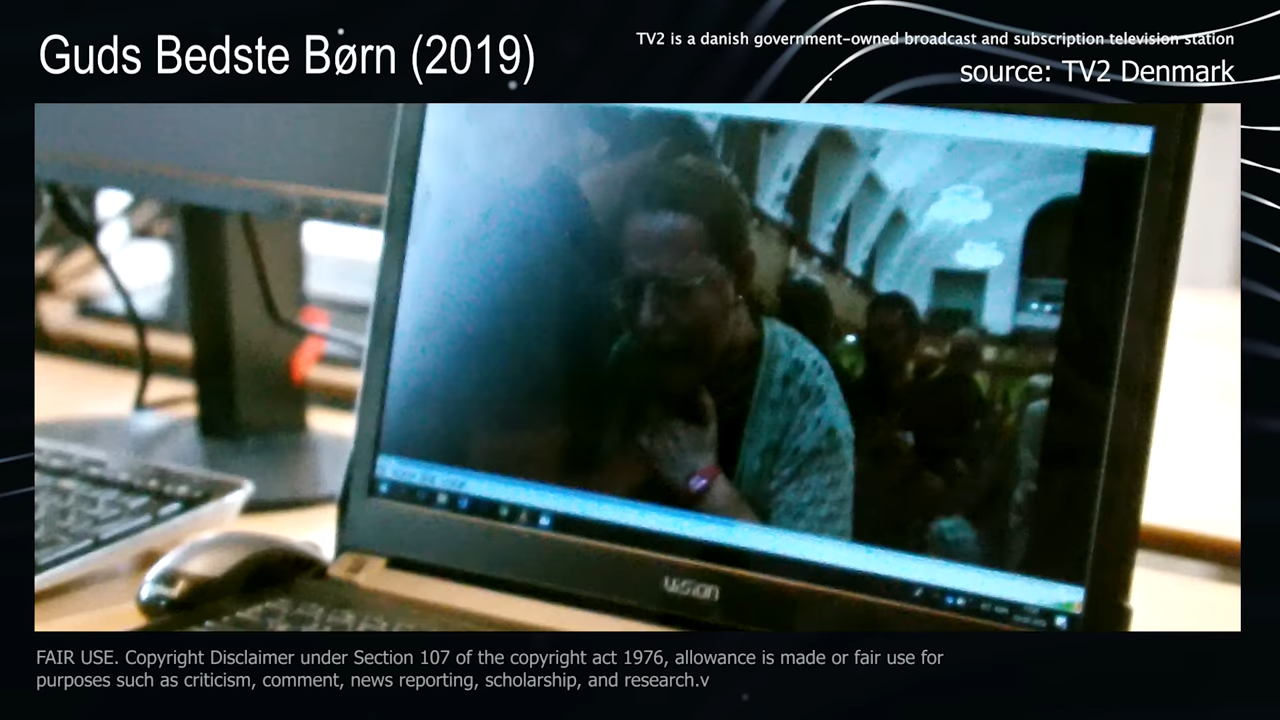 Guds Bedste Børn (2019)
TV2 is a danish government-owned broadcast and subscription television station
source: TV2 Denmark
FAIR USE. Copyright Disclaimer under Section 107 of the copyright act 1976, allowance is made or fair use for
purposes such as criticism, comment, news reporting, scholarship, and research.v